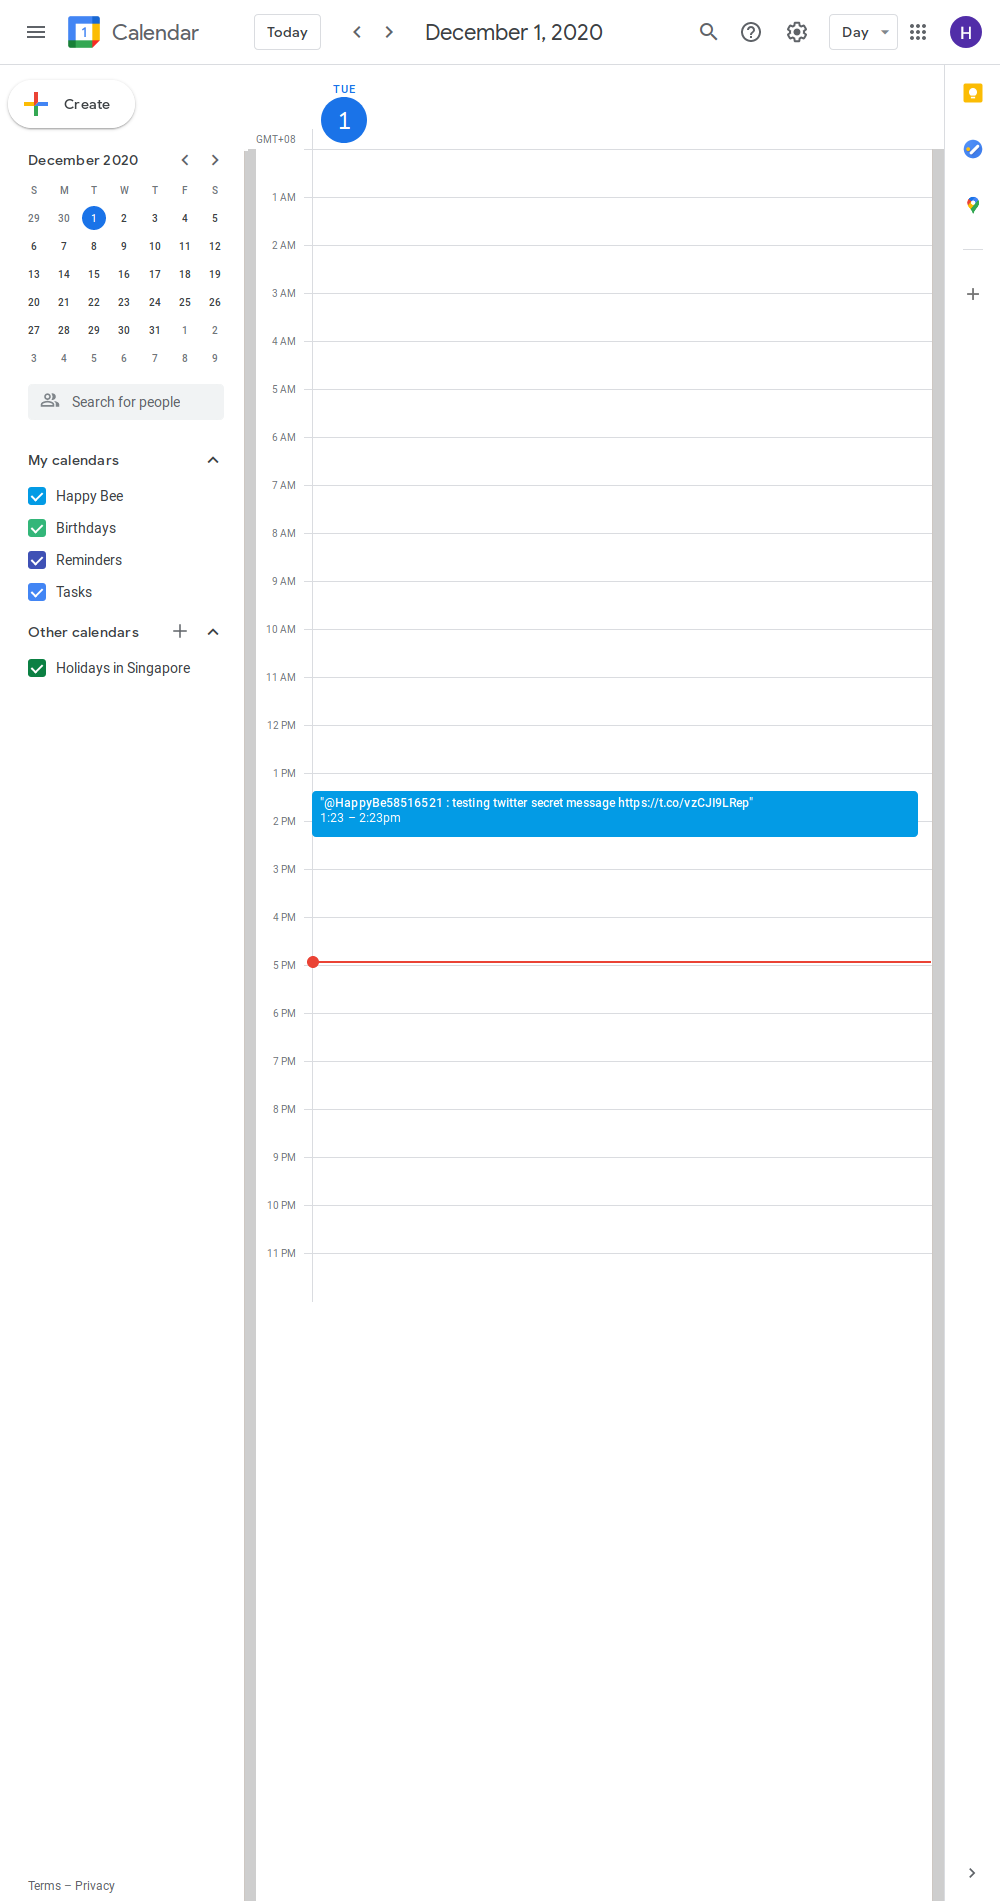 1 Calendar Today December 1, 2020 Day H
Create
December 2020
S M T W T F S
29 30 1 2 3 4 5
6 7 8 9 10 11 12
13 14 15 16 17 18 19
20 21 22 23 24 25 26
27 28 29 30 31 1 2
3 4 5 6 7 8 9
Search for people
My calendars
Happy Bee
Birthdays
Reminders
Tasks
Other calendars
Holidays in Singapore
Terms – Privacy
TUE
1
GMT+08
1 AM
2 AM
3 AM
4 AM
5 AM
6 AM
7 AM
8 AM
9 AM
10 AM
11 AM
12 PM
1 PM
"@HappyBe58516521 : testing twitter secret message https://t.co/vzCJI9LRep"
1:23 – 2:23pm
2 PM
3 PM
4 PM
5 PM
6 PM
7 PM
8 PM
9 PM
10 PM
11 PM